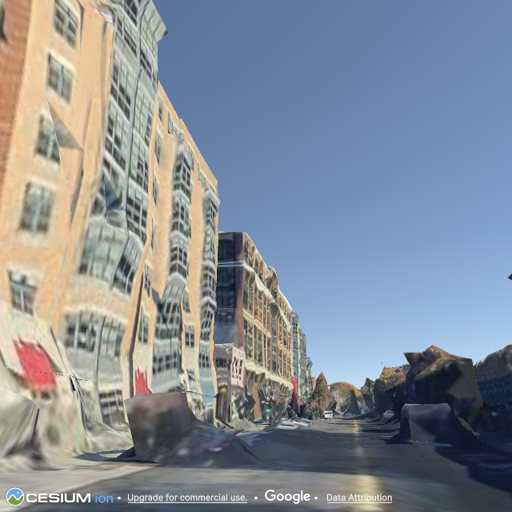 CESIUM ion • Upgrade for commercial use. • Google • Data Attribution